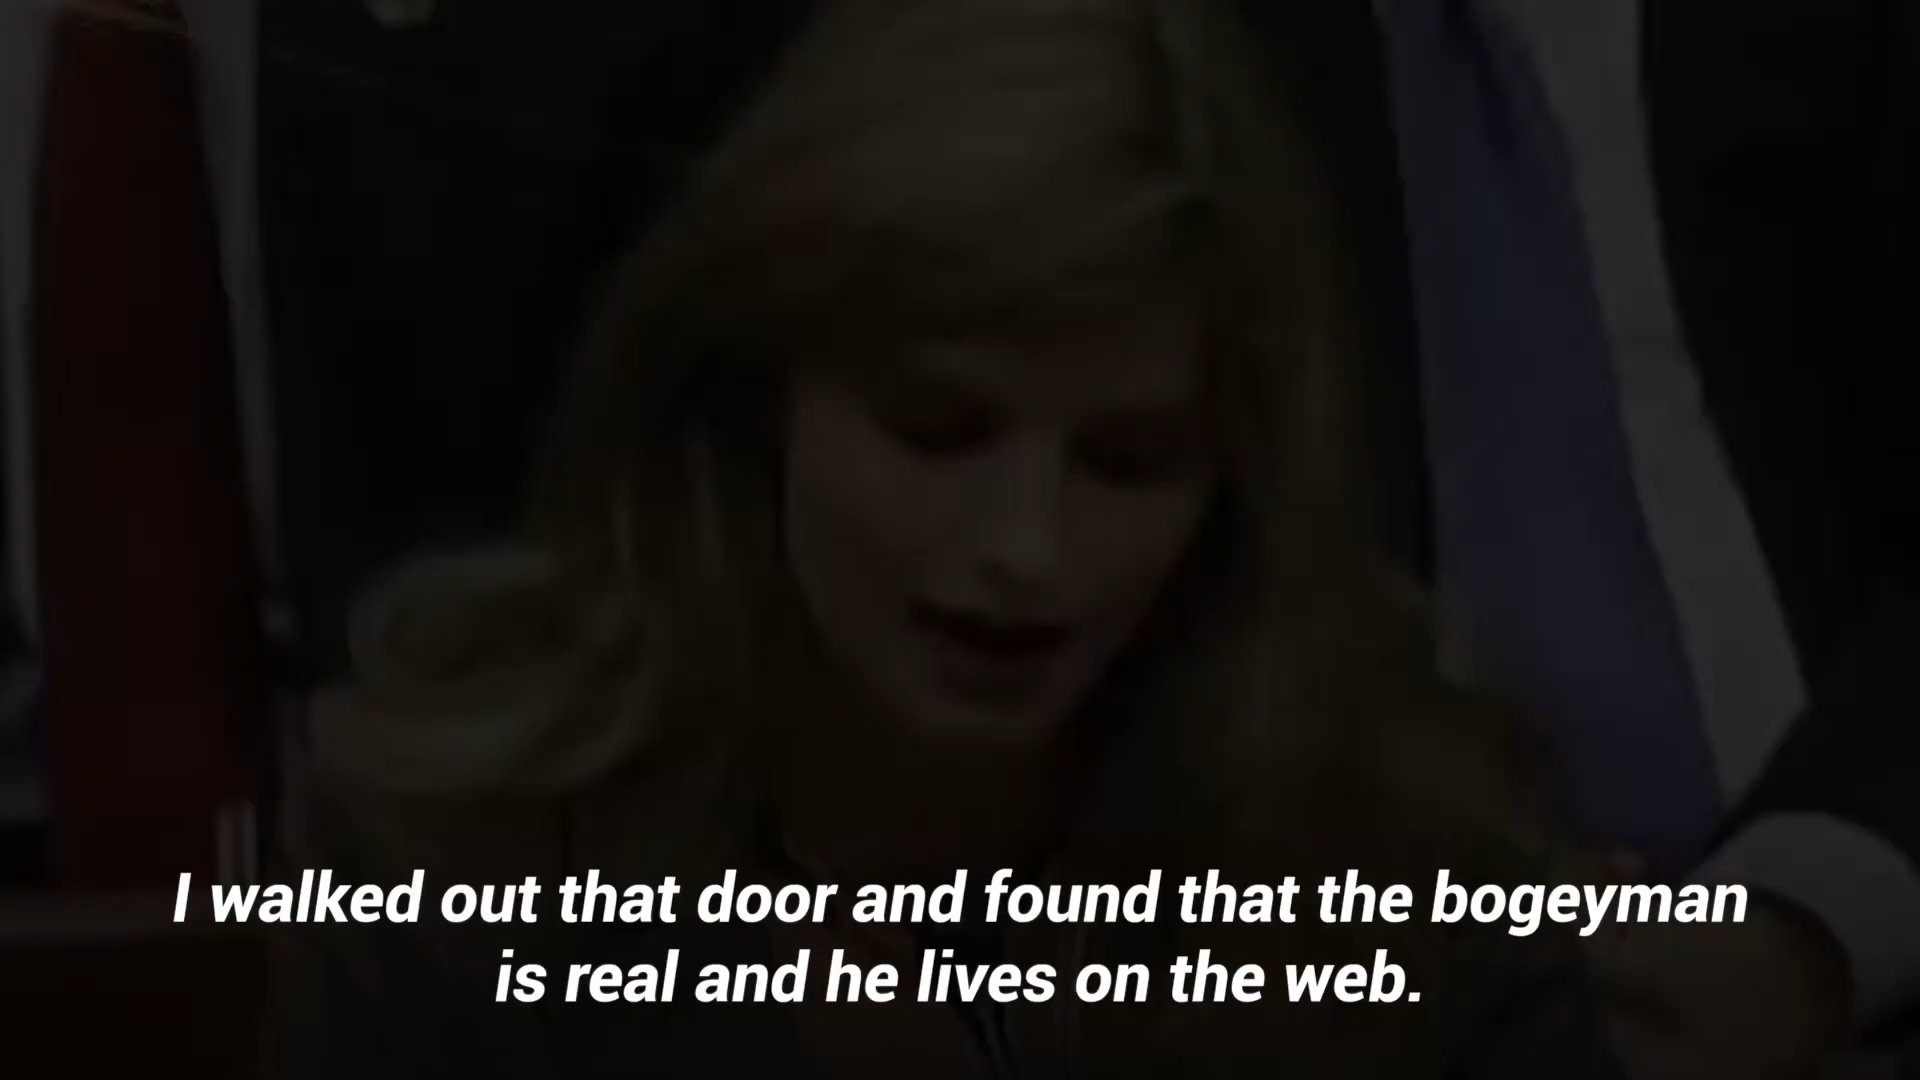 I walked out that door and found that the bogeyman
is real and he lives on the web.